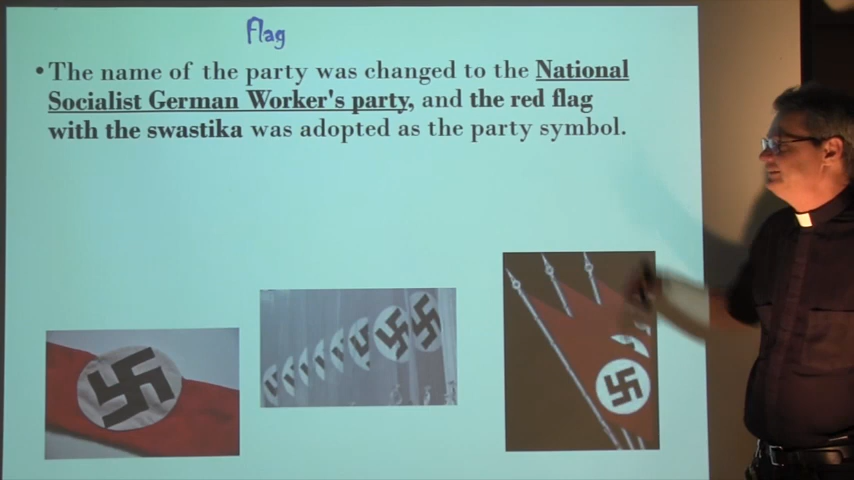 Flag
• The name of the party was changed to the National
Socialist German Worker's party, and the red flag
with the swastika was adopted as the party symbol.